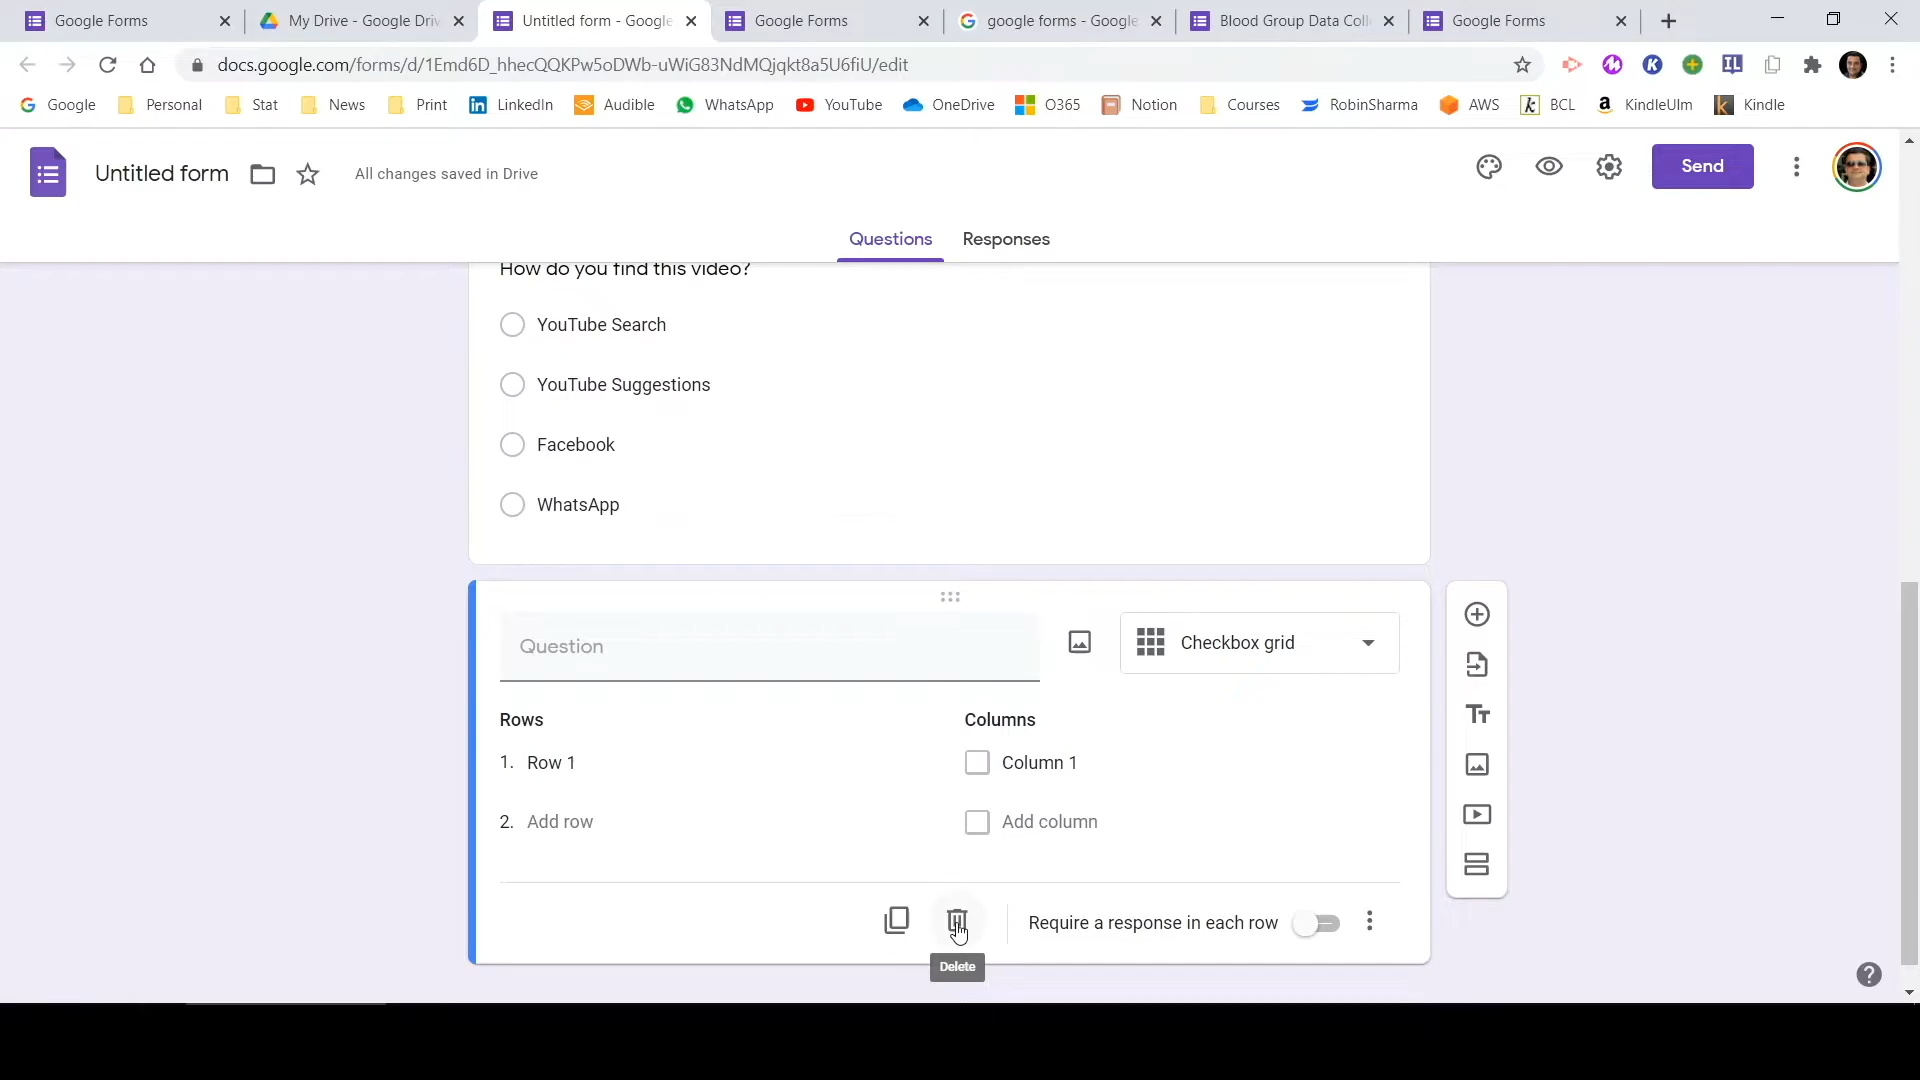 Google Forms
My Drive - Google Driv
Untitled form - Google
Google Forms
google forms - Google
Blood Group Data Coll
Google Forms
docs.google.com/forms/d/1Emd6D_hhecQQKPw5oDWb-uWiG83NdMQjqkt8a5U6fiU/edit
Google Personal Stat News Print LinkedIn Audible WhatsApp YouTube OneDrive O365 Notion Courses RobinSharma AWS BCL KindleUlm Kindle
Untitled form
All changes saved in Drive
Send
Questions Responses
How do you find this video?
YouTube Search
YouTube Suggestions
Facebook
WhatsApp
Question
Checkbox grid
Rows Columns
1. Row 1 Column 1
2. Add row Add column
Require a response in each row
Delete